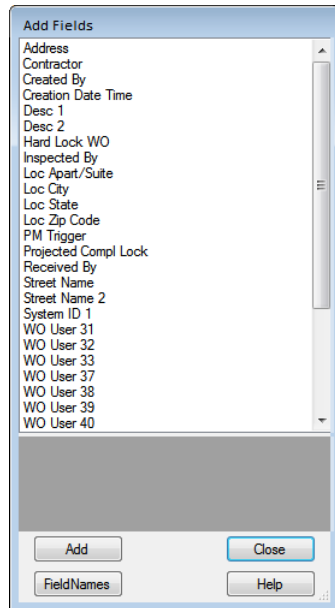 Add Fields
Address
Contractor
Created By
Creation Date Time
Desc 1
Desc 2
Hard Lock WO
Inspected By
Loc Apart/Suite
Loc City
Loc State
Loc Zip Code
PM Trigger
Projected Compl Lock
Received By
Street Name
Street Name 2
System ID 1
WO User 31
WO User 32
WO User 33
WO User 37
WO User 38
WO User 39
WO User 40
Add
Close
FieldNames
Help